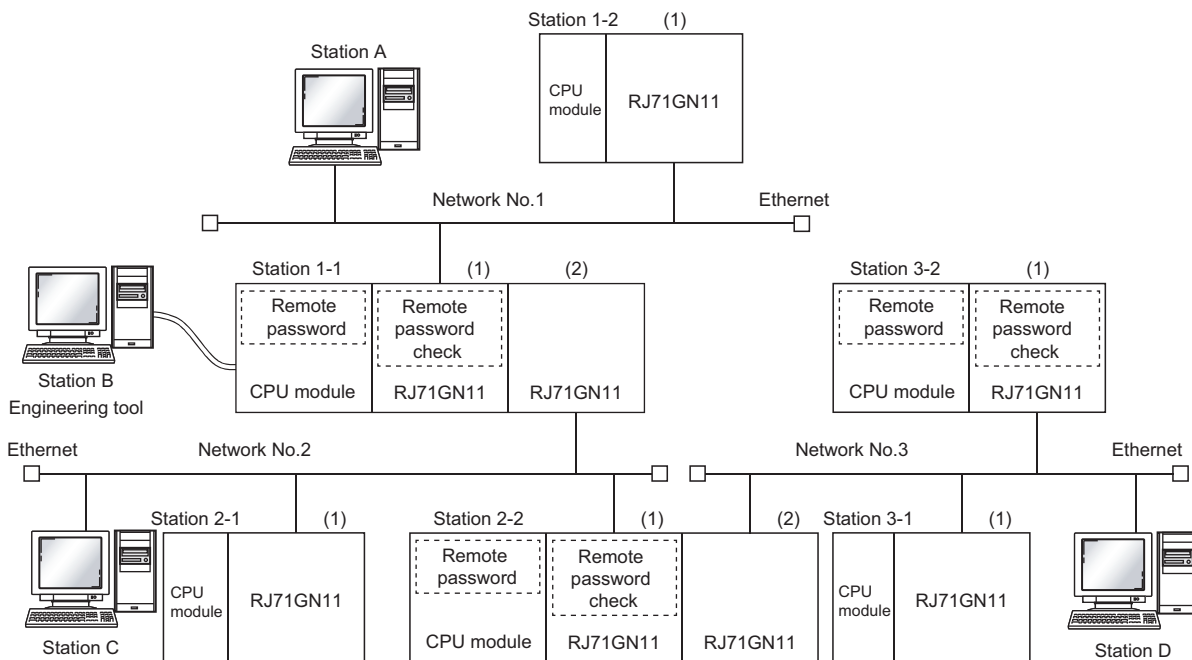 Station 1-2
(1)
Station A
CPU
module
RJ71GN11
Network No.1
Ethernet
Station 1-1
(1)
(2)
Remote
password
Remote
password
check
CPU module
RJ71GN11
RJ71GN11
Station B
Engineering tool
Station 3-2
(1)
Remote
password
Remote
password
check
CPU module
RJ71GN11
Ethernet
Network No.2
Network No.3
Ethernet
Station 2-1
(1)
CPU
module
RJ71GN11
Station C
Station 2-2
(1)
(2)
Remote
password
Remote
password
check
CPU module
RJ71GN11
RJ71GN11
Station 3-1
(1)
CPU
module
RJ71GN11
Station D